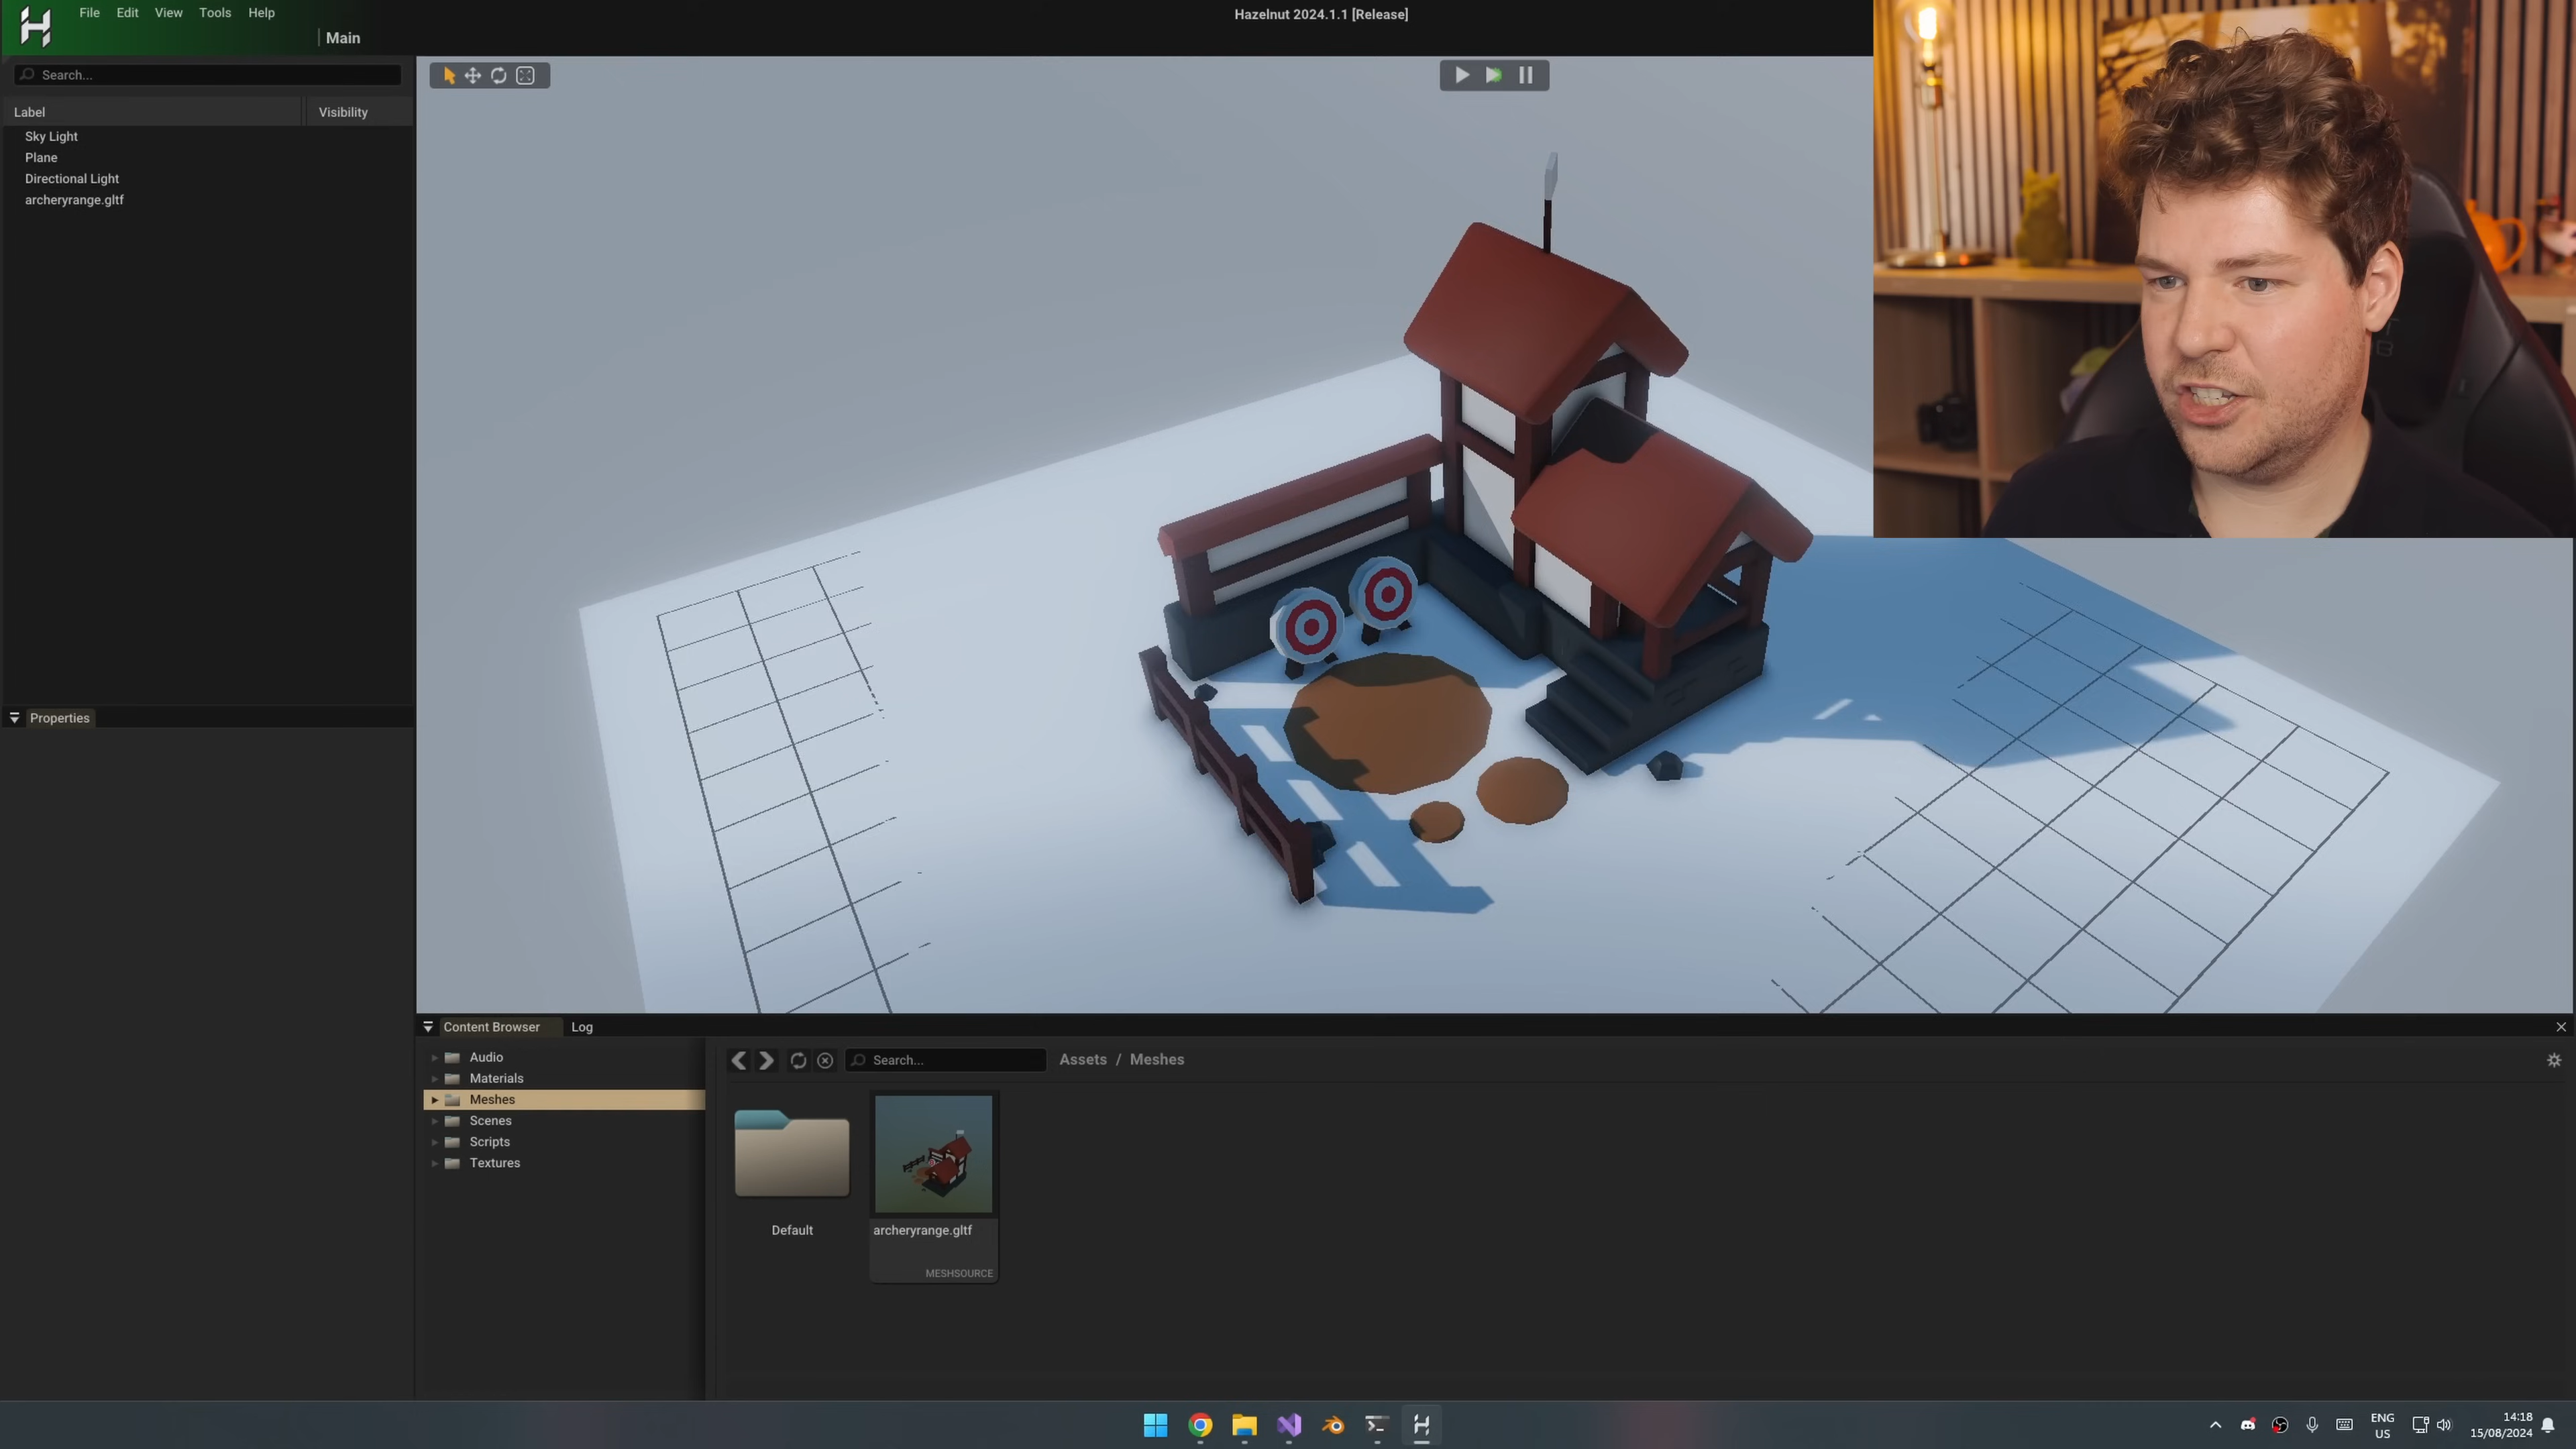 File Edit View Tools Help
Hazelnut 2024.1.1 [Release]
Main
Search...
Label Visibility
Sky Light
Plane
Directional Light
archeryrange.gltf
Properties
Content Browser Log
Audio
Materials
Meshes
Scenes
Scripts
Textures
Search...
Assets / Meshes
Default
archeryrange.gltf
MESHSOURCE
ENG
US
14:18
15/08/2024